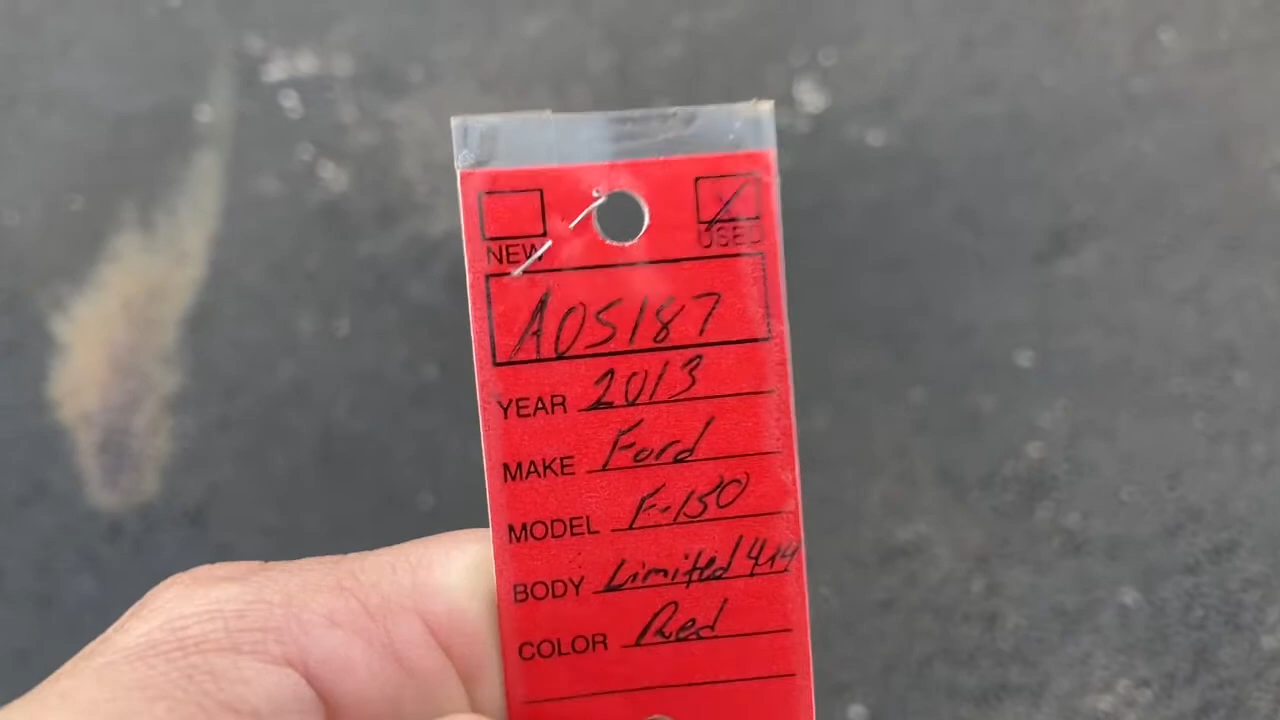 NEW USED
A05187
YEAR 2013
MAKE Ford
MODEL F-150
BODY Limited 4x4
COLOR Red